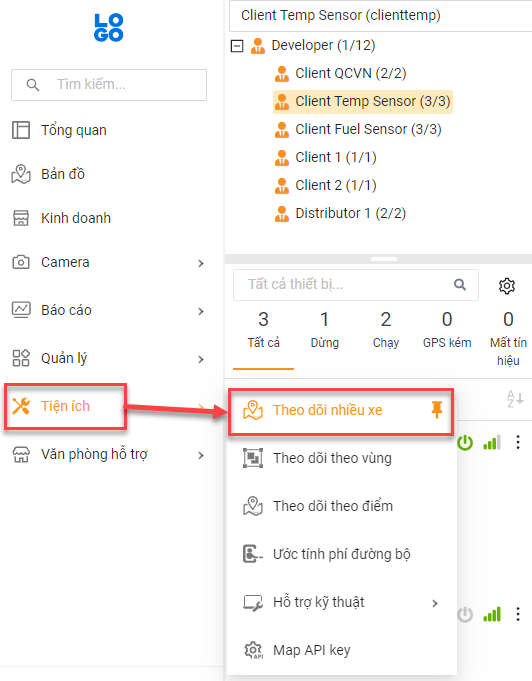 LO
GO
Tìm kiếm...
Tổng quan
Bản đồ
Kinh doanh
Camera
Báo cáo
Quản lý
Tiện ích
Văn phòng hỗ trợ
Client Temp Sensor (clienttemp)
Developer (1/12)
Client QCVN (2/2)
Client Temp Sensor (3/3)
Client Fuel Sensor (3/3)
Client 1 (1/1)
Client 2 (1/1)
Distributor 1 (2/2)
Tất cả thiết bị...
3 1 2 0 0
Tất cả Dừng Chạy GPS kém Mất tín
hiệu
A
Z
Theo dõi nhiều xe
Theo dõi theo vùng
Theo dõi theo điểm
Ước tính phí đường bộ
Hỗ trợ kỹ thuật
API
Map API key